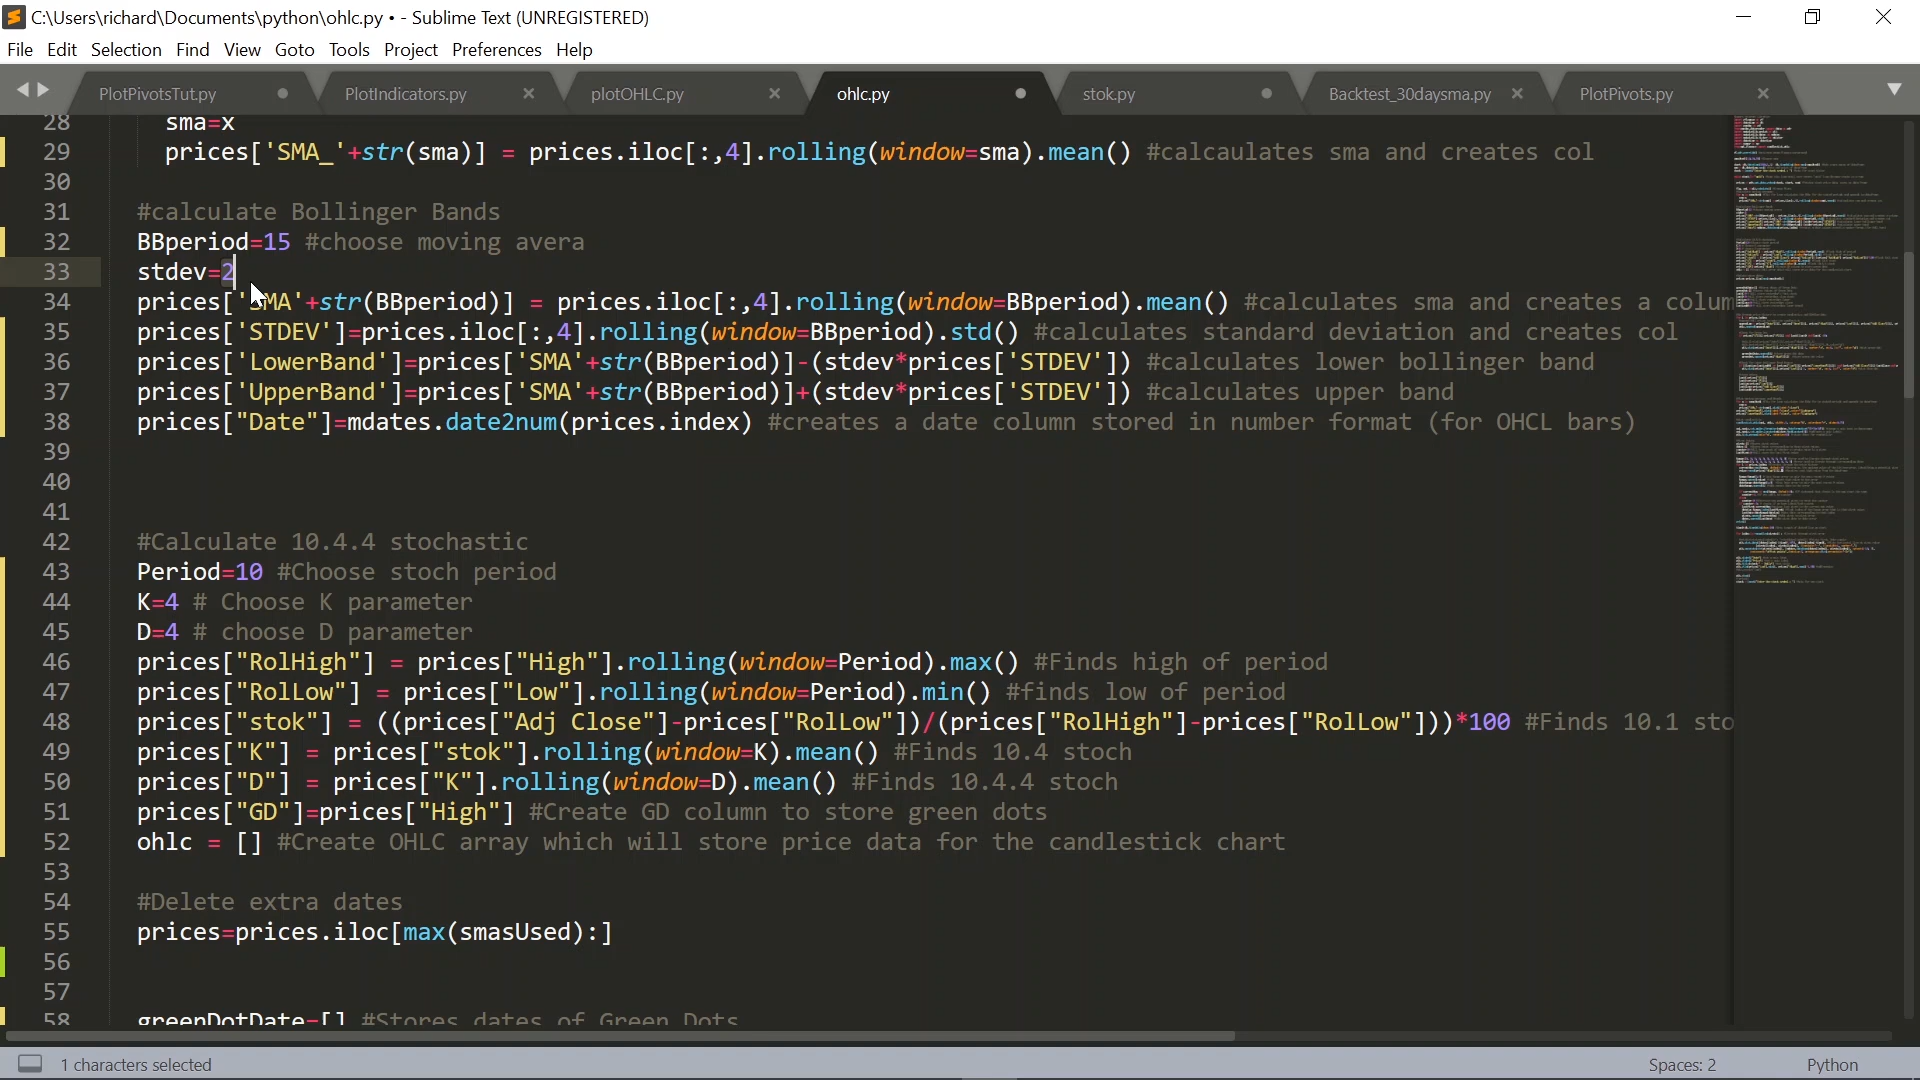 C:\Users\richard\Documents\python\ohlc.py • - Sublime Text (UNREGISTERED)
File Edit Selection Find View Goto Tools Project Preferences Help
PlotPivotsTut.py PlotIndicators.py plotOHLC.py ohlc.py stok.py Backtest_30daysma.py PlotPivots.py
28 sma=x
29 prices['SMA_'+str(sma)] = prices.iloc[:,4].rolling(window=sma).mean() #calcaulates sma and creates col
30
31 #calculate Bollinger Bands
32 BBperiod=15 #choose moving avera
33 stdev=2
34 prices['SMA'+str(BBperiod)] = prices.iloc[:,4].rolling(window=BBperiod).mean() #calculates sma and creates a colum
35 prices['STDEV']=prices.iloc[:,4].rolling(window=BBperiod).std() #calculates standard deviation and creates col
36 prices['LowerBand']=prices['SMA'+str(BBperiod)]-(stdev*prices['STDEV']) #calculates lower bollinger band
37 prices['UpperBand']=prices['SMA'+str(BBperiod)]+(stdev*prices['STDEV']) #calculates upper band
38 prices["Date"]=mdates.date2num(prices.index) #creates a date column stored in number format (for OHCL bars)
39
40
41
42 #Calculate 10.4.4 stochastic
43 Period=10 #Choose stoch period
44 K=4 # Choose K parameter
45 D=4 # choose D parameter
46 prices["RolHigh"] = prices["High"].rolling(window=Period).max() #Finds high of period
47 prices["RolLow"] = prices["Low"].rolling(window=Period).min() #finds low of period
48 prices["stok"] = ((prices["Adj Close"]-prices["RolLow"])/(prices["RolHigh"]-prices["RolLow"]))*100 #Finds 10.1 sto
49 prices["K"] = prices["stok"].rolling(window=K).mean() #Finds 10.4 stoch
50 prices["D"] = prices["K"].rolling(window=D).mean() #Finds 10.4.4 stoch
51 prices["GD"]=prices["High"] #Create GD column to store green dots
52 ohlc = [] #Create OHLC array which will store price data for the candlestick chart
53
54 #Delete extra dates
55 prices=prices.iloc[max(smasUsed):]
56
57
58 greenDotDate=[] #Stores dates of Green Dots
1 characters selected Spaces: 2 Python